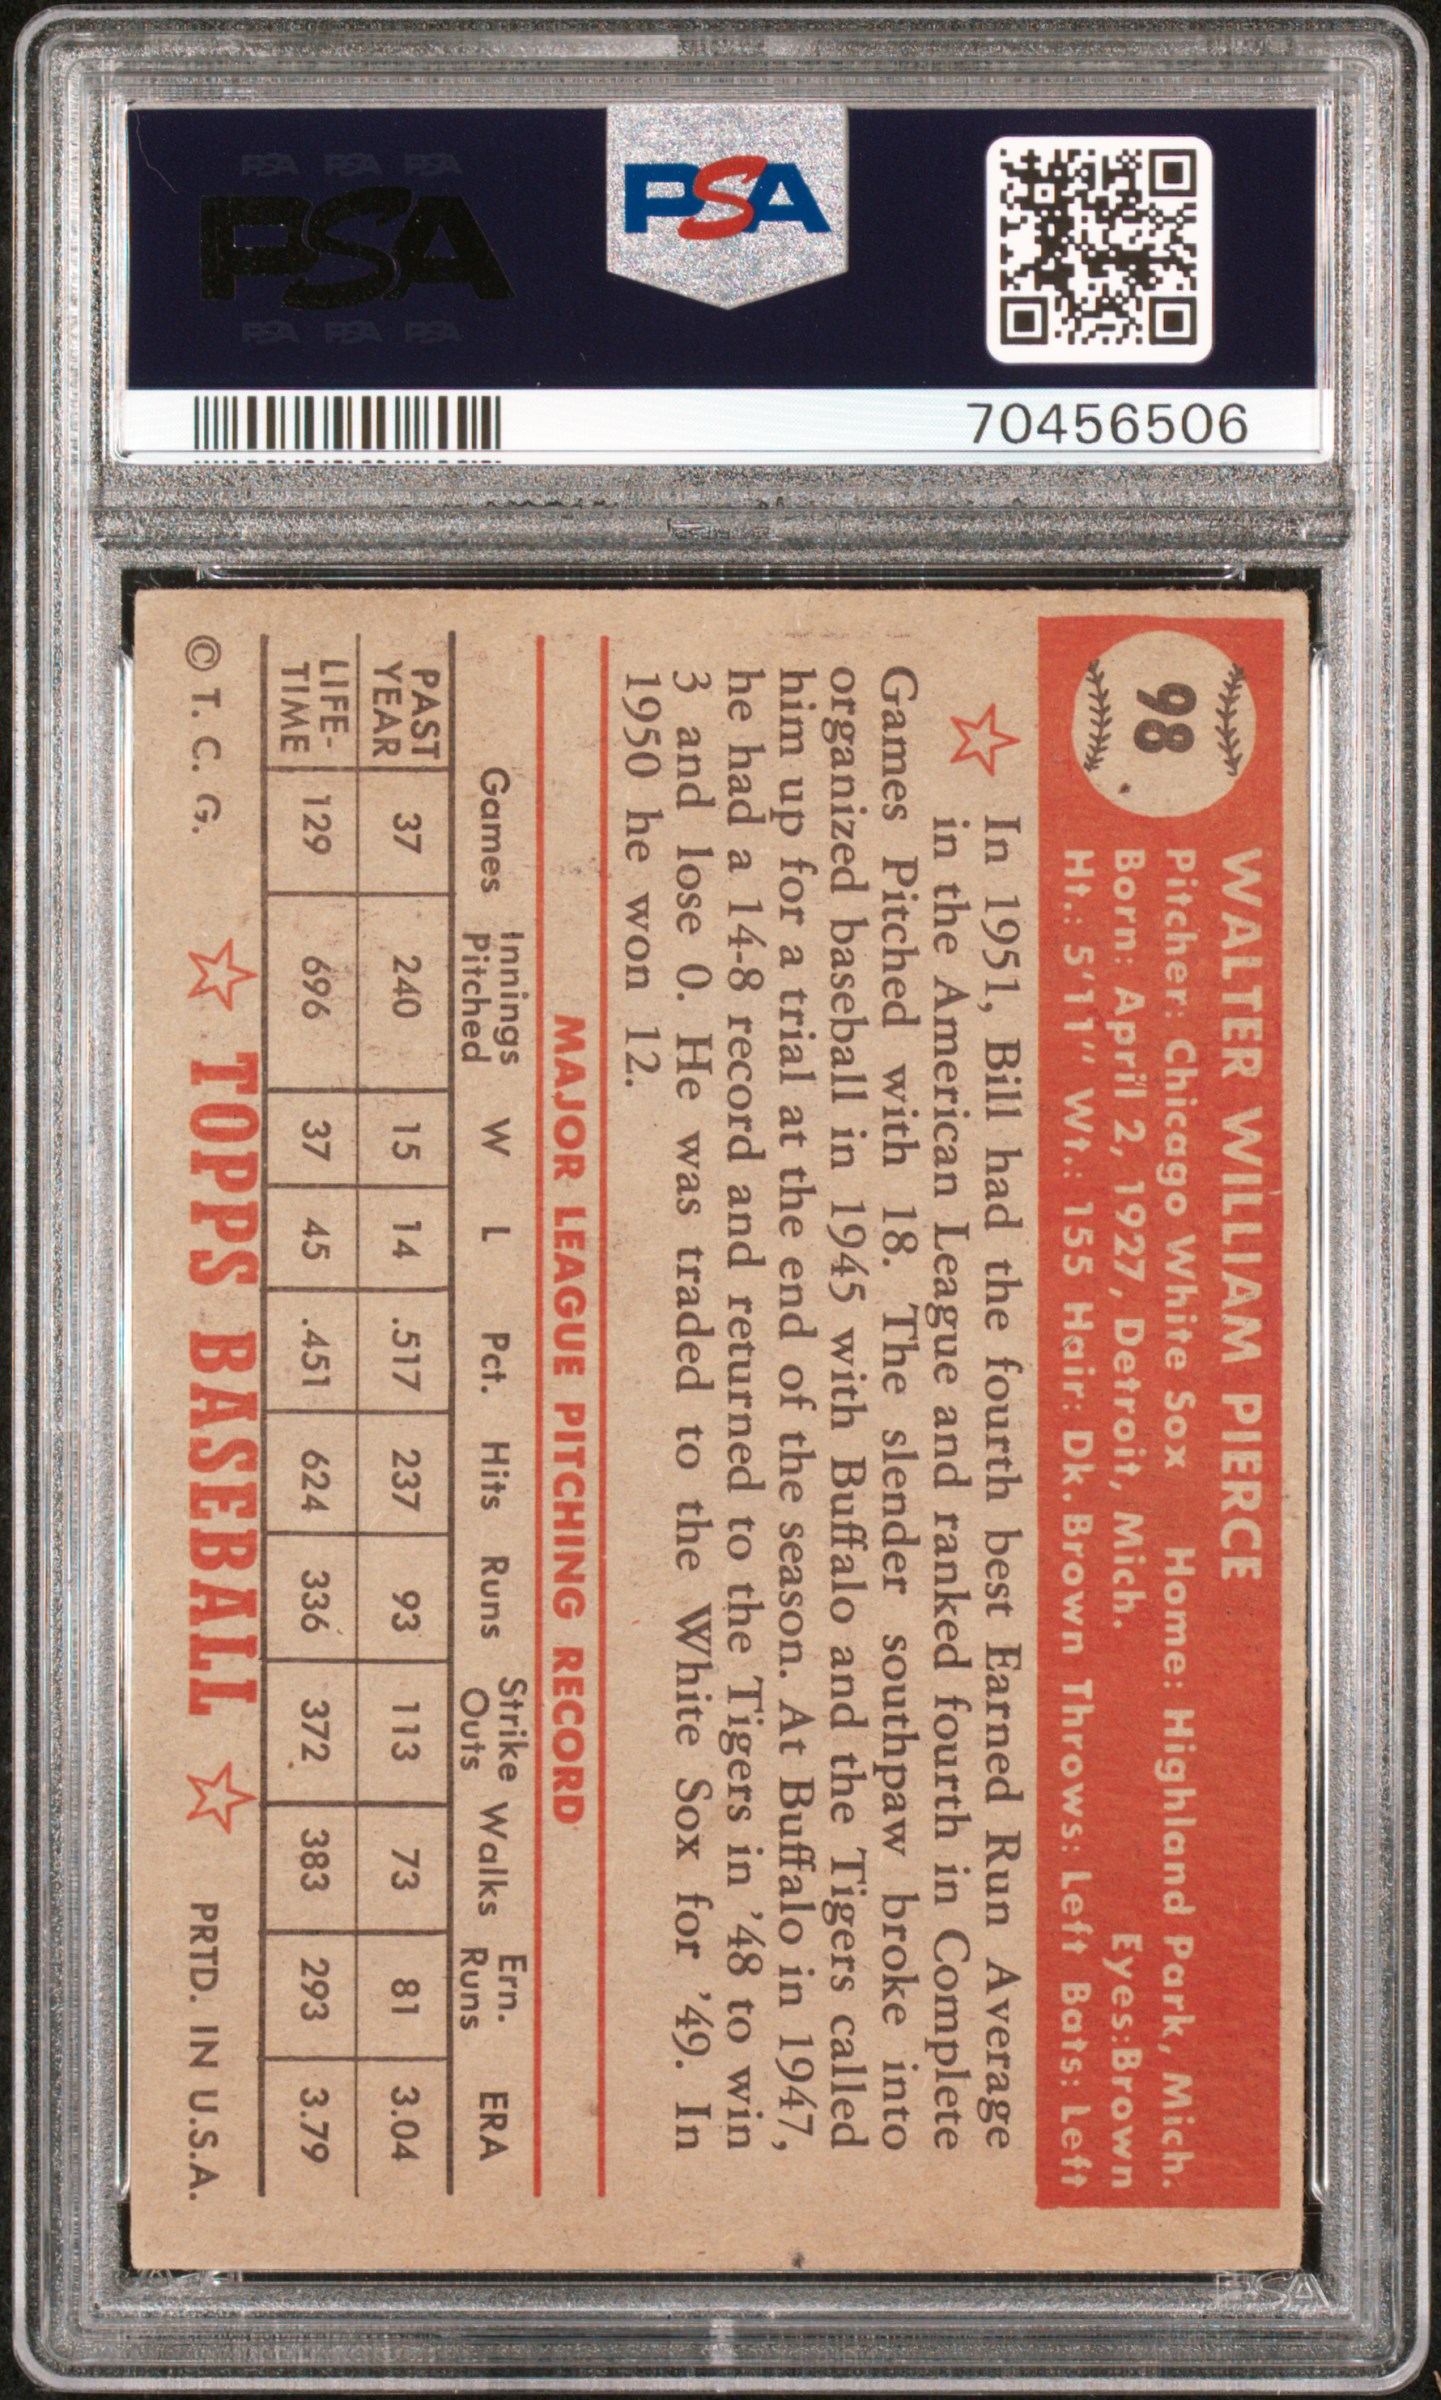 PSA PSA PSA
PSA
PSA PSA PSA
PSA
70456506
98
WALTER WILLIAM PIERCE
Pitcher: Chicago White Sox Home: Highland Park, Mich.
Born: April 2, 1927, Detroit, Mich. Eyes:Brown
Ht.: 5'11" Wt.: 155 Hair: Dk. Brown Throws: Left Bats: Left
In 1951, Bill had the fourth best Earned Run Average
in the American League and ranked fourth in Complete
Games Pitched with 18. The slender southpaw broke into
organized baseball in 1945 with Buffalo and the Tigers called
him up for a trial at the end of the season. At Buffalo in 1947,
he had a 14-8 record and returned to the Tigers in '48 to win
3 and lose 0. He was traded to the White Sox for '49. In
1950 he won 12.
MAJOR LEAGUE PITCHING RECORD
Games Innings Pitched W L Pct. Hits Runs Strike Outs Walks Ern. Runs ERA
PAST YEAR 37 240 15 14 .517 237 93 113 73 81 3.04
LIFE-TIME 129 696 37 45 .451 624 336 372 383 293 3.79
© T. C. G. TOPPS BASEBALL PRTD. IN U.S.A.
PSA